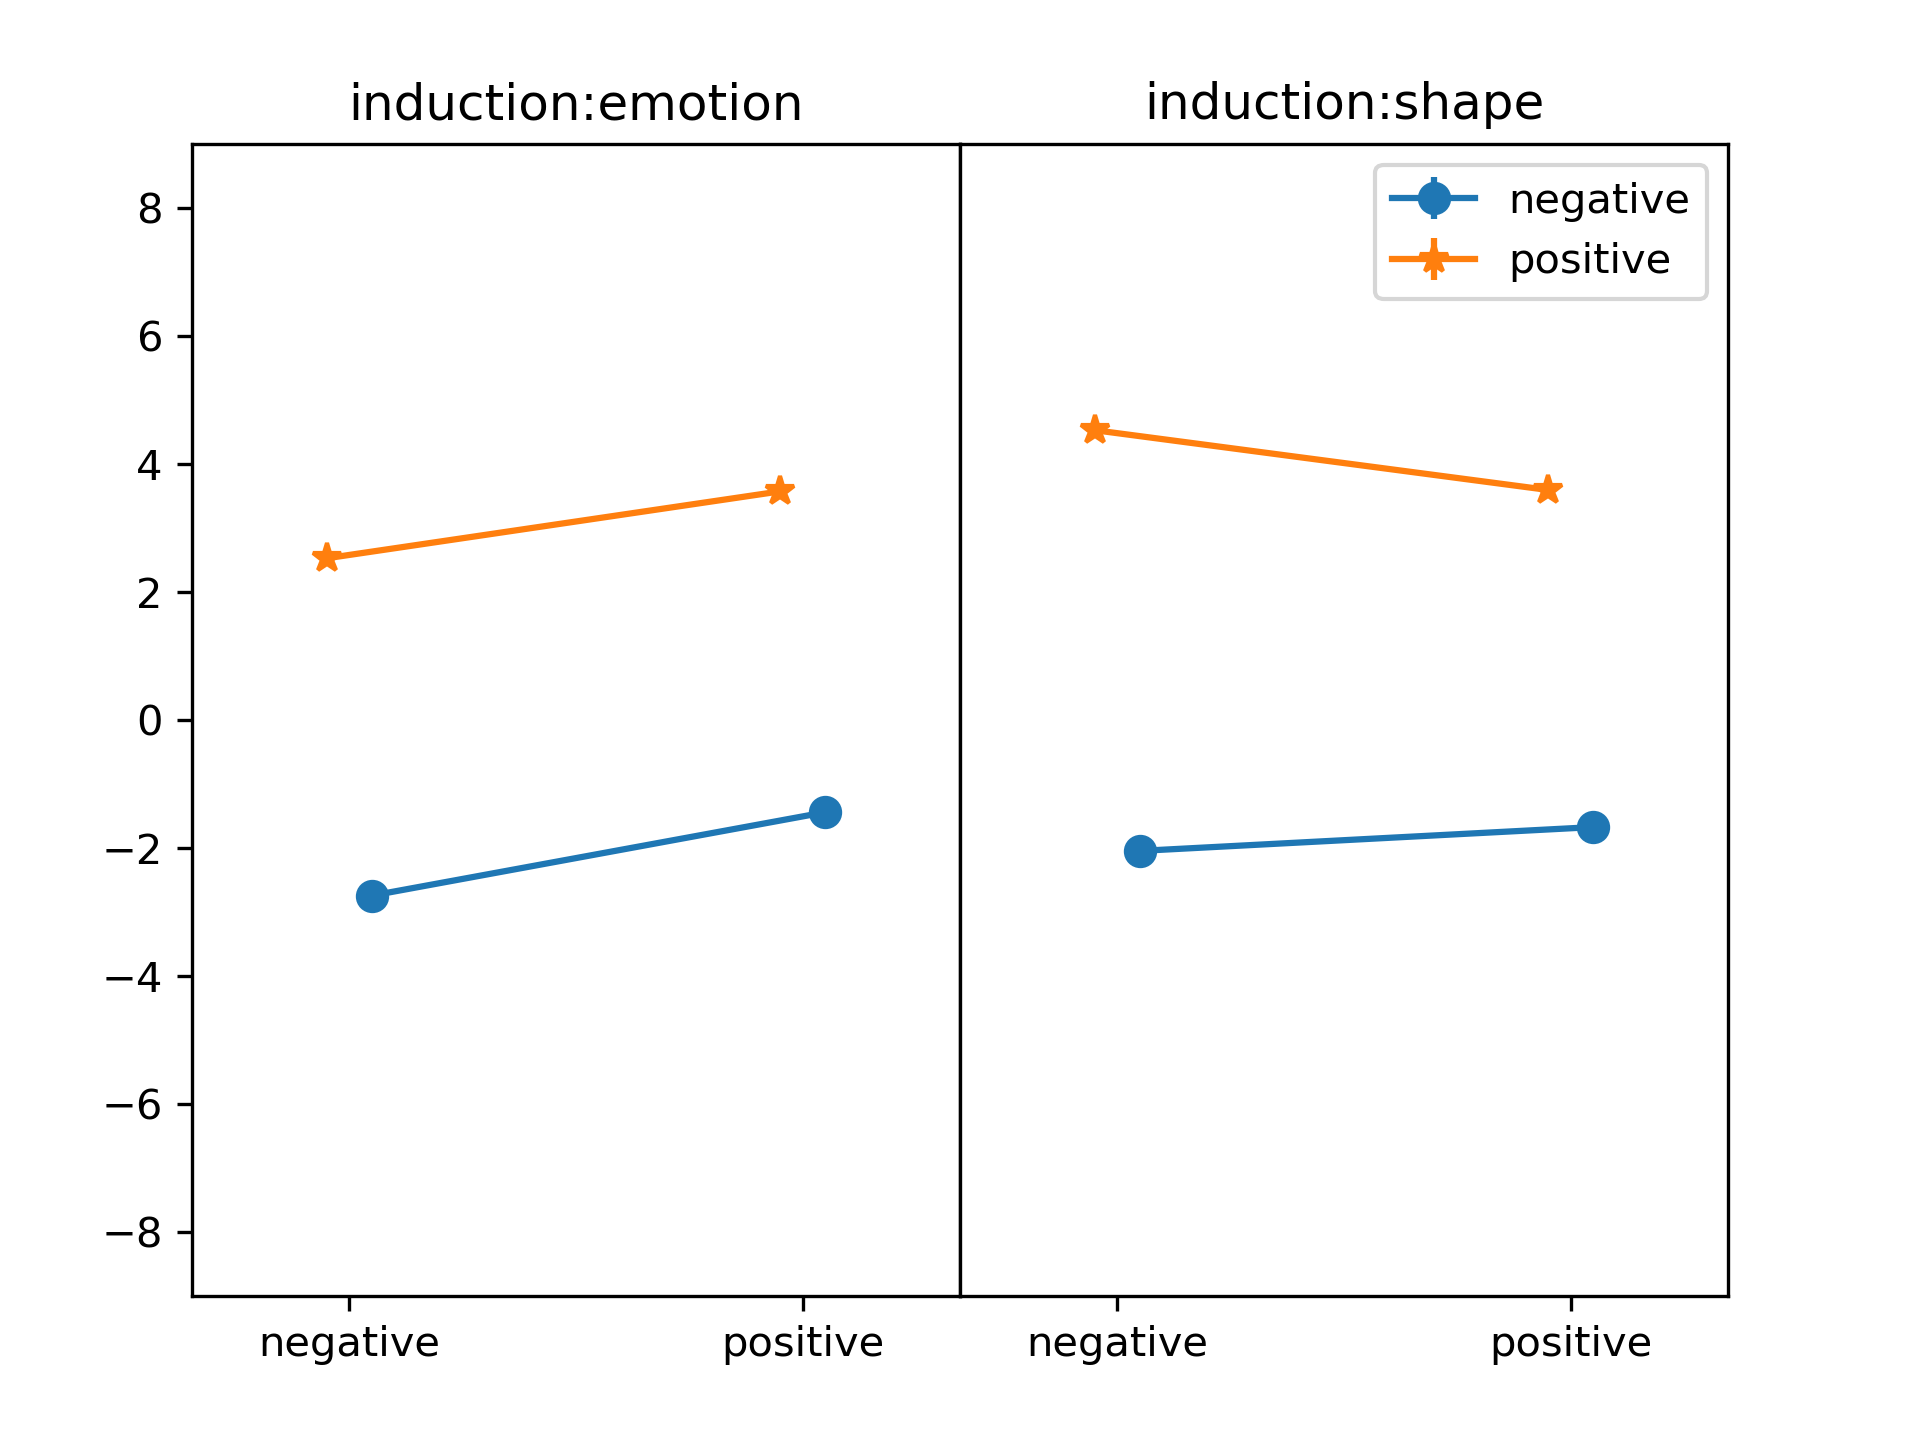 induction:emotion
induction:shape
negative
positive
8
6
4
2
0
−2
−4
−6
−8
negative
positive
negative
positive